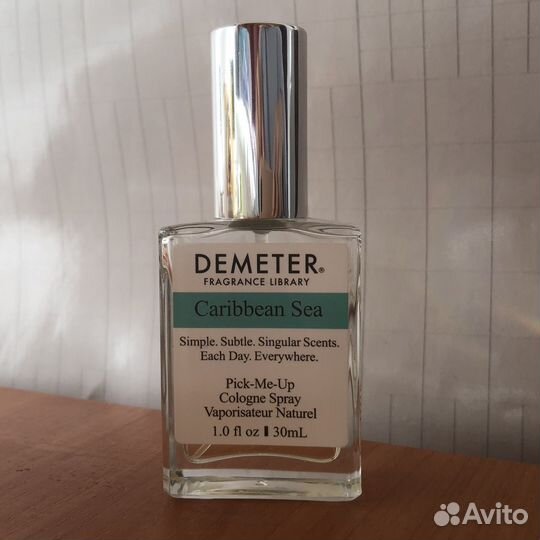 DEMETER®
FRAGRANCE LIBRARY
Caribbean Sea
Simple. Subtle. Singular Scents.
Each Day. Everywhere.
Pick-Me-Up
Cologne Spray
Vaporisateur Naturel
1.0 fl oz ▮ 30mL
Avito